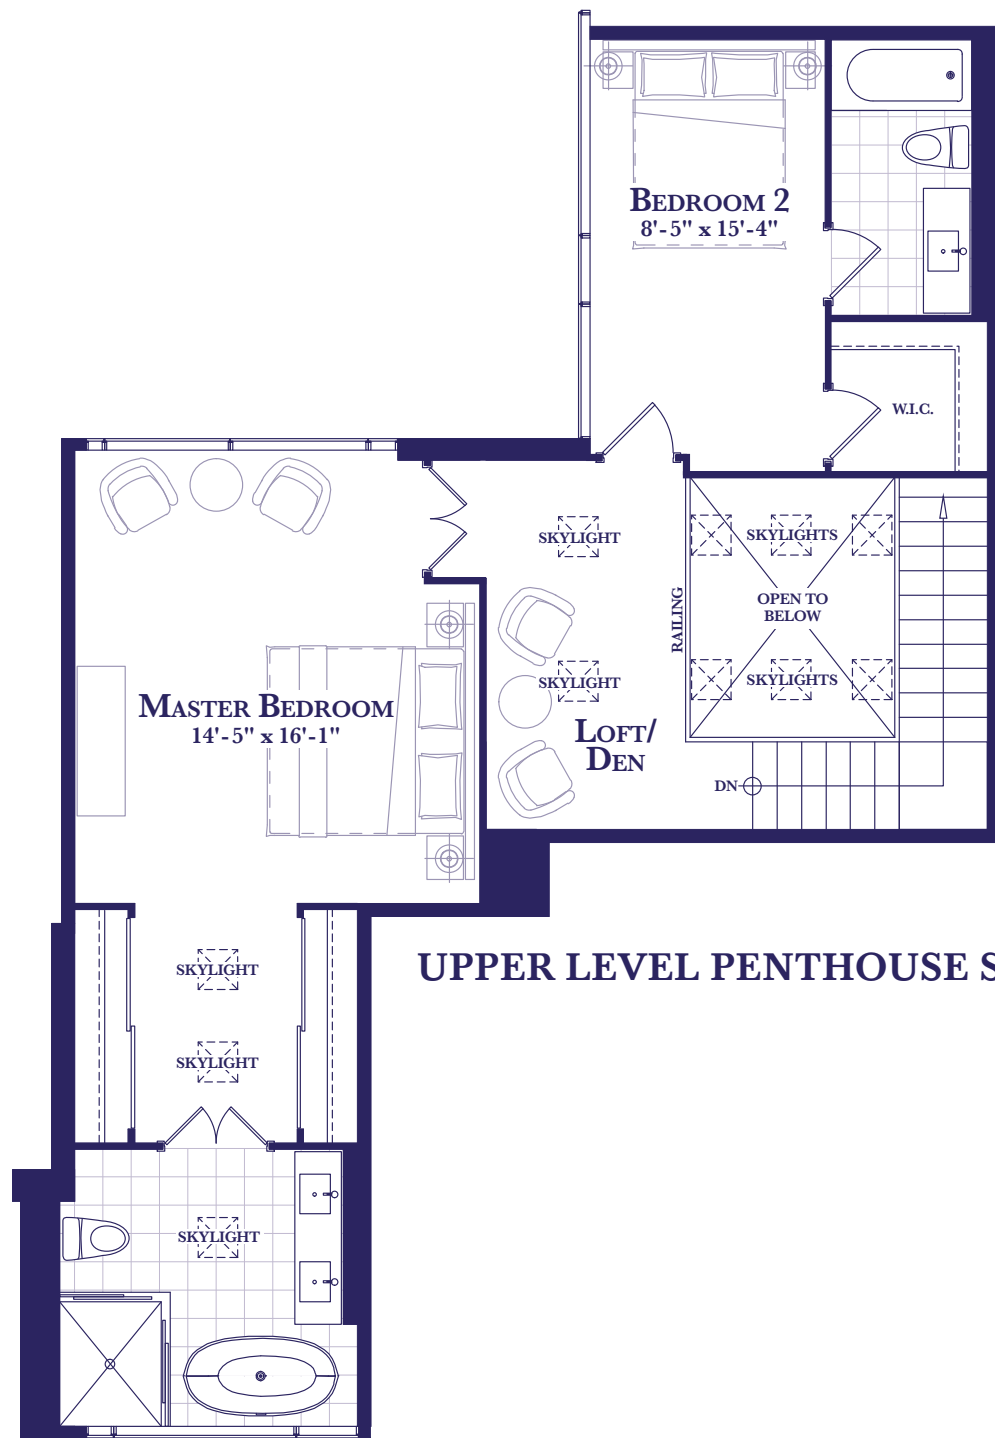 BEDROOM 2
8'-5" x 15'-4"
W.I.C.
SKYLIGHT
SKYLIGHTS
OPEN TO
BELOW
RAILING
SKYLIGHT
SKYLIGHTS
MASTER BEDROOM
14'-5" x 16'-1"
LOFT/
DEN
DN
SKYLIGHT
UPPER LEVEL PENTHOUSE S
SKYLIGHT
SKYLIGHT